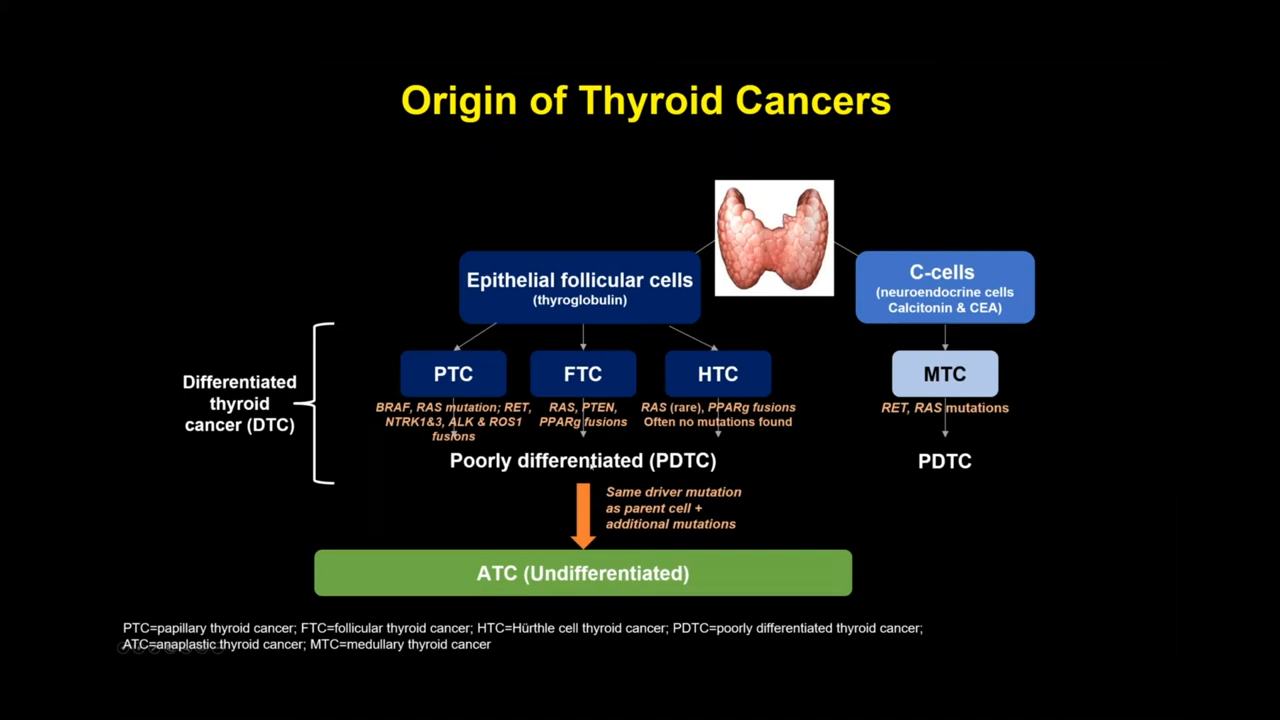 Origin of Thyroid Cancers
Epithelial follicular cells
(thyroglobulin)
C-cells
(neuroendocrine cells
Calcitonin & CEA)
Differentiated
thyroid
cancer (DTC)
PTC
BRAF, RAS mutation; RET,
NTRK1&3, ALK & ROS1
fusions
FTC
RAS, PTEN,
PPARg fusions
HTC
RAS (rare), PPARg fusions
Often no mutations found
MTC
RET, RAS mutations
Poorly differentiated (PDTC)
PDTC
Same driver mutation
as parent cell +
additional mutations
ATC (Undifferentiated)
PTC=papillary thyroid cancer; FTC=follicular thyroid cancer; HTC=Hürthle cell thyroid cancer; PDTC=poorly differentiated thyroid cancer;
ATC=anaplastic thyroid cancer; MTC=medullary thyroid cancer